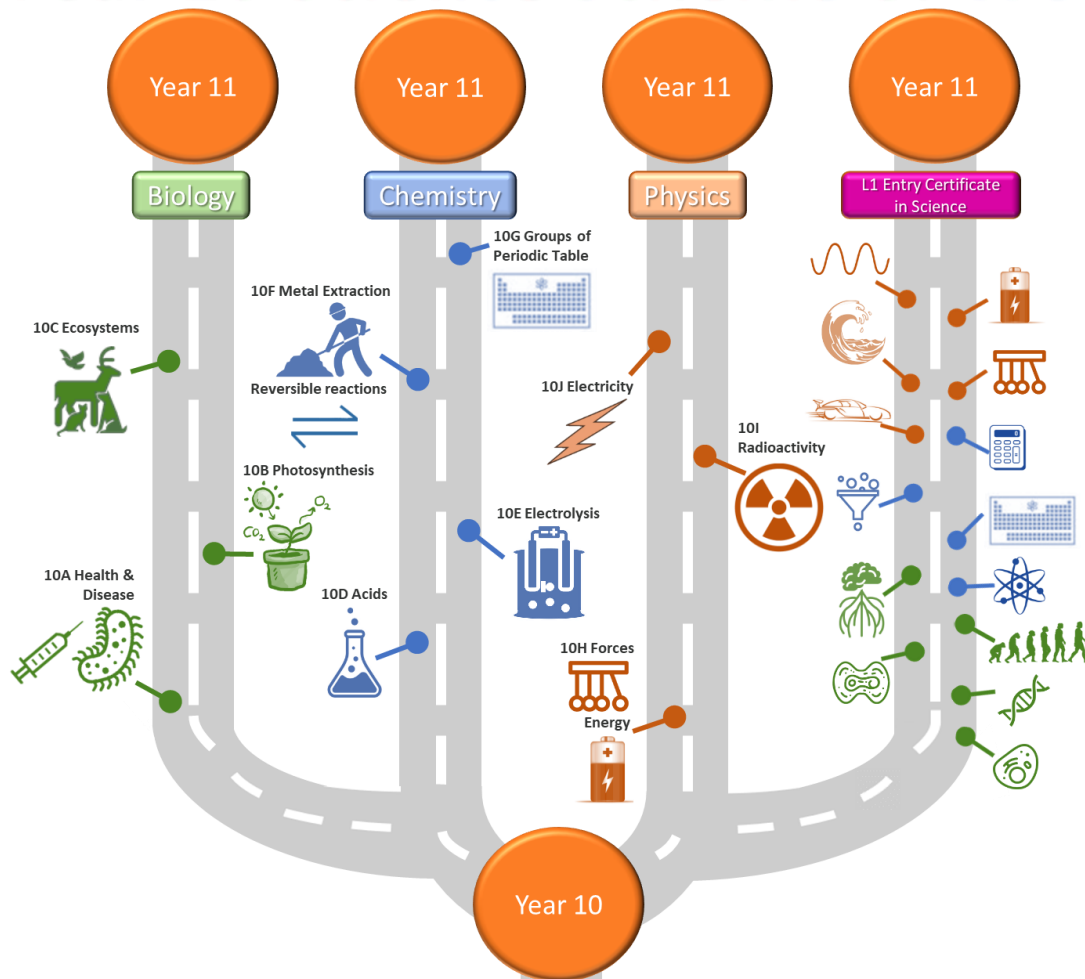 Year 11
Year 11
Year 11
Year 11
Biology
Chemistry
Physics
L1 Entry Certificate
in Science
10G Groups of
Periodic Table
10F Metal Extraction
Reversible reactions
10C Ecosystems
10B Photosynthesis
CO2
O2
10A Health &
Disease
10E Electrolysis
10D Acids
10J Electricity
10I
Radioactivity
10H Forces
Energy
Year 10